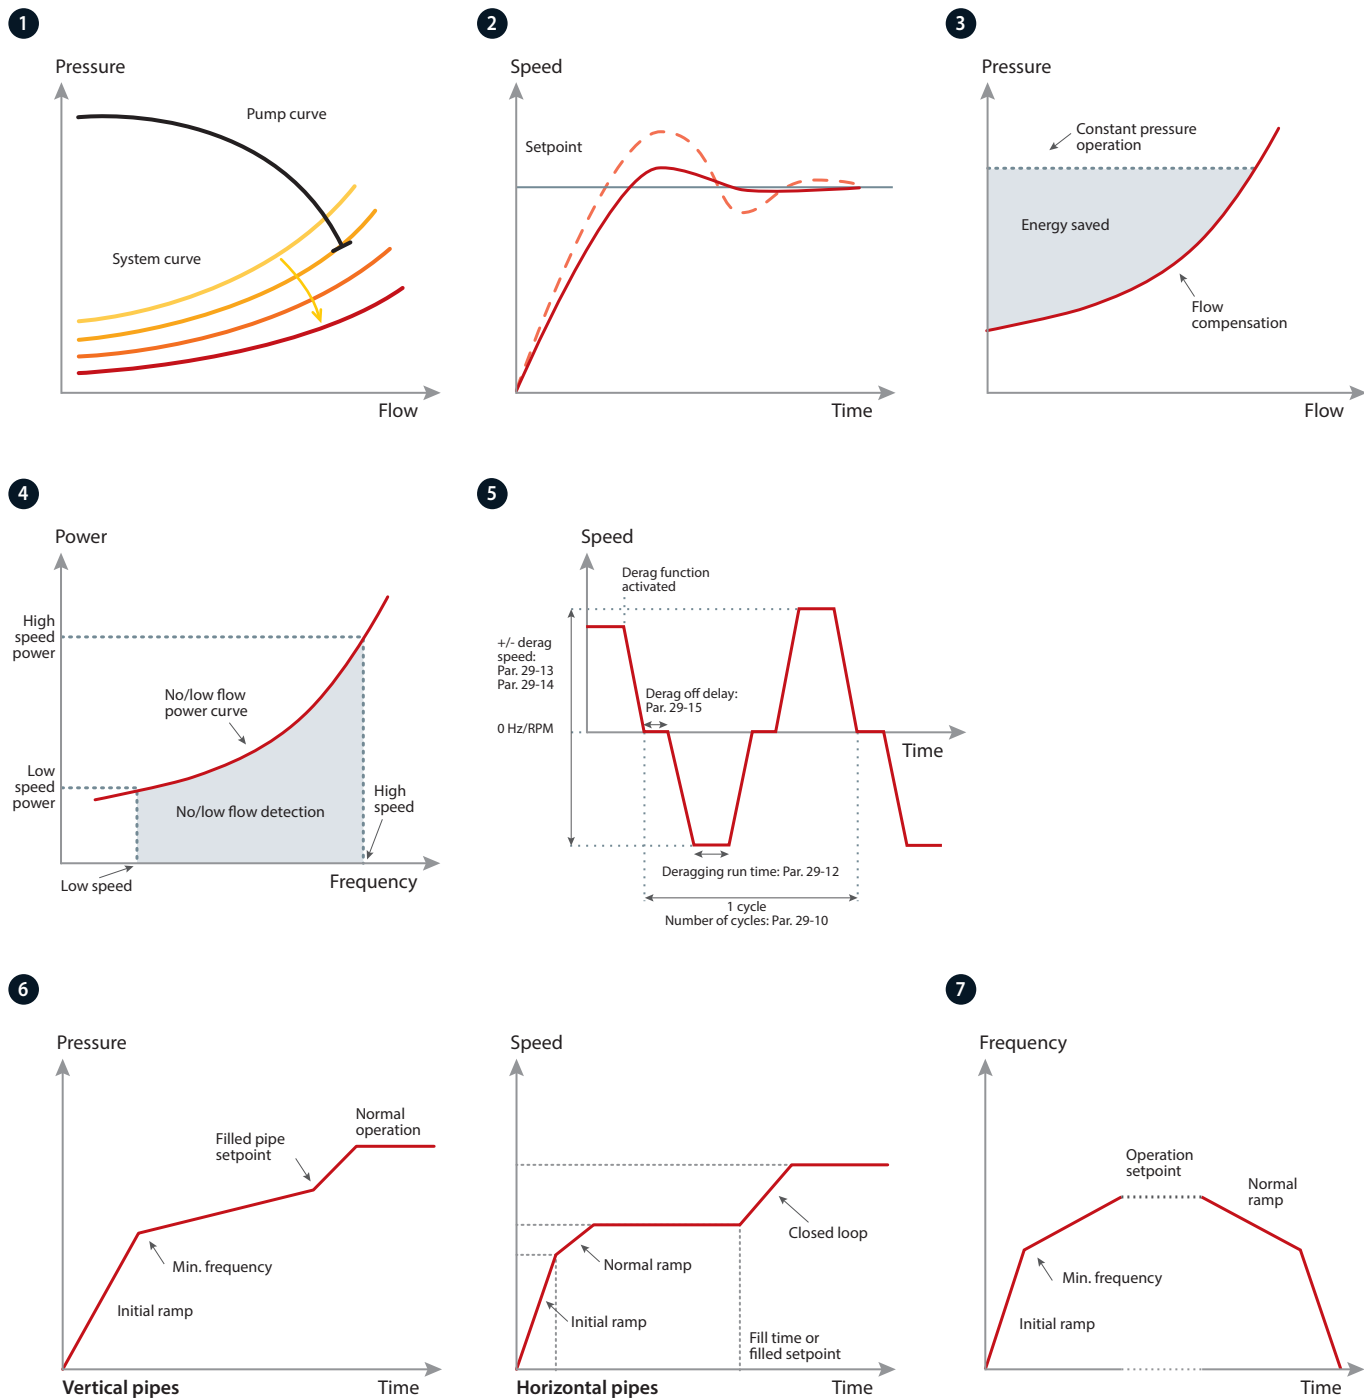 1
Pressure
Pump curve
System curve
Flow
2
Speed
Setpoint
Time
3
Pressure
Constant pressure
operation
Energy saved
Flow
compensation
Flow
4
Power
High
speed
power
No/low flow
power curve
Low
speed
power
No/low flow detection
High
speed
Low speed
Frequency
5
Speed
Derag function
activated
+/- derag
speed:
Par. 29-13
Par. 29-14
Derag off delay:
Par. 29-15
0 Hz/RPM
Time
Deragging run time: Par. 29-12
1 cycle
Number of cycles: Par. 29-10
6
Pressure
Normal
operation
Filled pipe
setpoint
Min. frequency
Initial ramp
Vertical pipes
Time
Speed
Closed loop
Normal ramp
Initial ramp
Fill time or
filled setpoint
Horizontal pipes
Time
7
Frequency
Operation
setpoint
Normal
ramp
Min. frequency
Initial ramp
Time